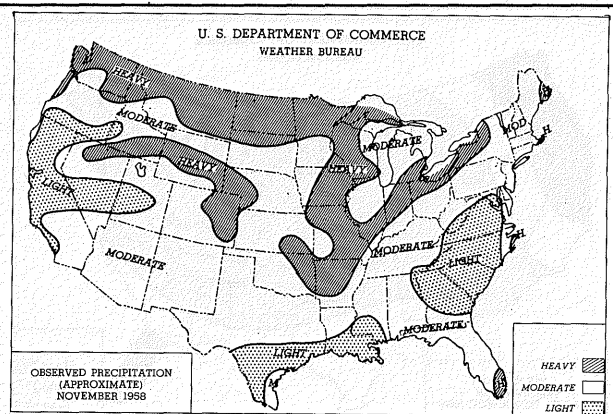 U. S. DEPARTMENT OF COMMERCE
WEATHER BUREAU
HEAVY
MODERATE
MODERATE
MOD.
H.
HEAVY
HEAVY
LIGHT
MODERATE
MODERATE
LIGHT
H
MODERATE
LIGHT
M
OBSERVED PRECIPITATION
(APPROXIMATE)
NOVEMBER 1958
HEAVY
MODERATE
LIGHT